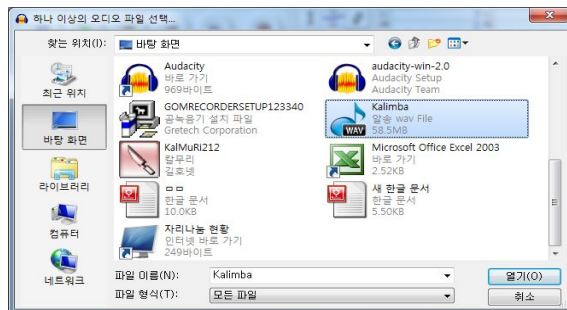 하나 이상의 오디오 파일 선택...
찾는 위치(I):
바탕 화면
최근 위치
바탕 화면
라이브러리
컴퓨터
네트워크
Audacity
바로 가기
969바이트
audacity-win-2.0
Audacity Setup
Audacity Team
GOMRECORDERSETUP123340
곰녹음기 설치 파일
Gretech Corporation
WAV
Kalimba
알송 wav File
58.5MB
KalMuRi212
칼무리
길호넷
Microsoft Office Excel 2003
바로 가기
2.52KB
ㅁㅁ
한글 문서
10.0KB
새 한글 문서
한글 문서
5.50KB
자리나눔 현황
인터넷 바로 가기
249바이트
파일 이름(N):
Kalimba
열기(O)
파일 형식(T):
모든 파일
취소